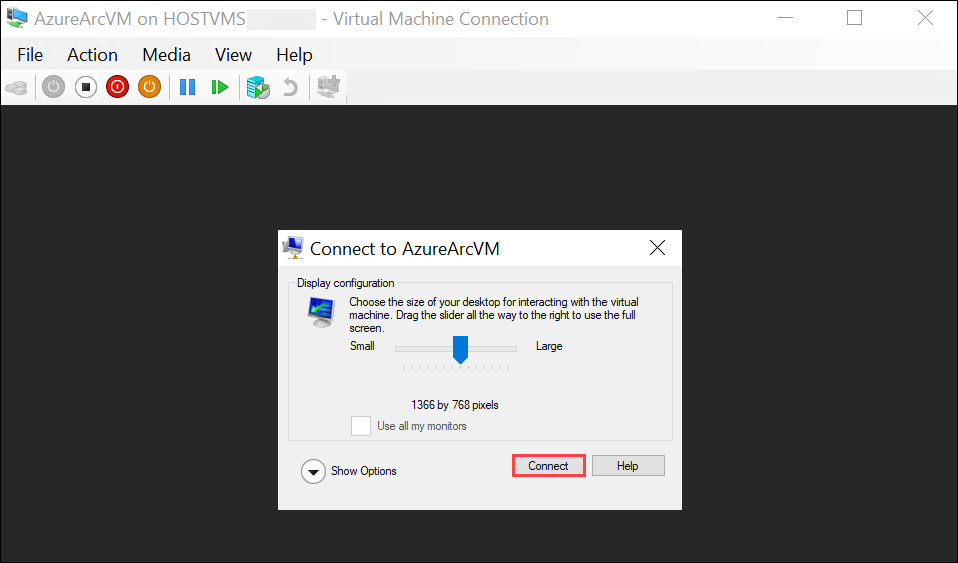 AzureArcVM on HOSTVMS - Virtual Machine Connection
File Action Media View Help
Connect to AzureArcVM
Display configuration
Choose the size of your desktop for interacting with the virtual
machine. Drag the slider all the way to the right to use the full
screen.
Small Large
1366 by 768 pixels
Use all my monitors
Show Options Connect Help